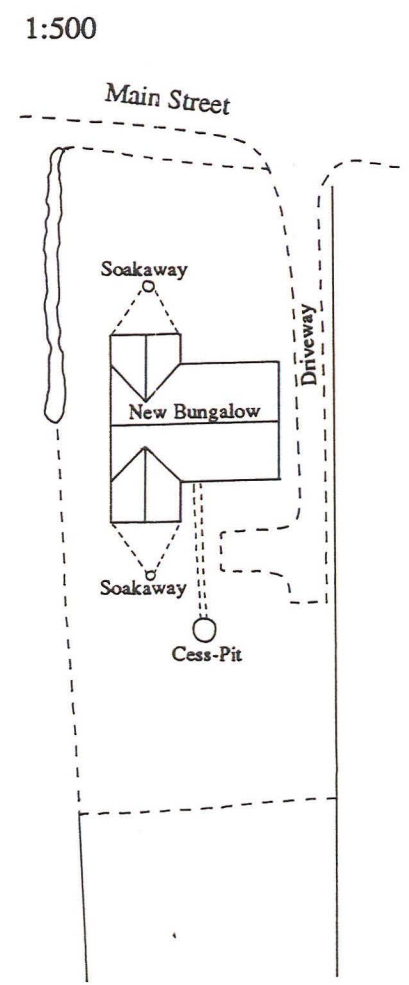 1:500
Main Street
Soakaway
Driveway
New Bungalow
Soakaway
Cess-Pit